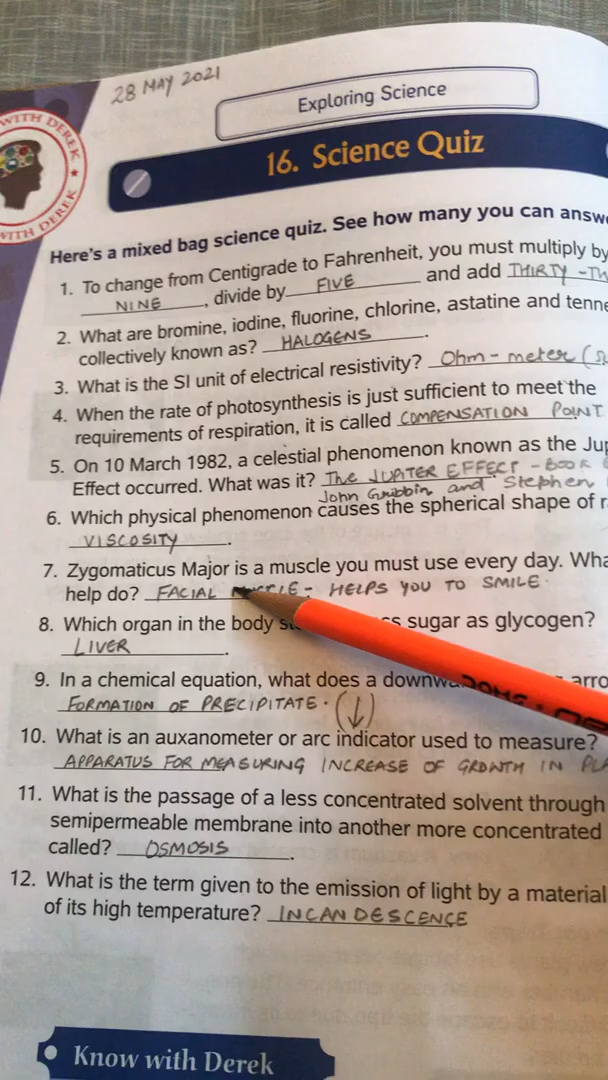 28 MAY 2021
Exploring Science
WITH DEREK
WITH DEREK
16. Science Quiz
Here's a mixed bag science quiz. See how many you can answ
1. To change from Centigrade to Fahrenheit, you must multiply by
NINE, divide by FIVE and add THIRTY-TW
2. What are bromine, iodine, fluorine, chlorine, astatine and tenne
collectively known as? HALOGENS.
3. What is the SI unit of electrical resistivity? Ohm-meter (Ω
4. When the rate of photosynthesis is just sufficient to meet the
requirements of respiration, it is called COMPENSATION POINT
5. On 10 March 1982, a celestial phenomenon known as the Jup
Effect occurred. What was it? The JUPITER EFFECT - BOOK
John Gribbin and Stephen
6. Which physical phenomenon causes the spherical shape of r
VISCOSITY.
7. Zygomaticus Major is a muscle you must use every day. Wha
help do? FACIAL MUSCLE - HELPS YOU TO SMILE.
8. Which organ in the body sugar as glycogen?
LIVER.
9. In a chemical equation, what does a downwa arro
FORMATION OF PRECIPITATE. (↓)
10. What is an auxanometer or arc indicator used to measure?
APPARATUS FOR MEASURING INCREASE OF GROWTH IN PLA
11. What is the passage of a less concentrated solvent through
semipermeable membrane into another more concentrated
called? OSMOSIS.
12. What is the term given to the emission of light by a material
of its high temperature? INCANDESCENCE
Know with Derek